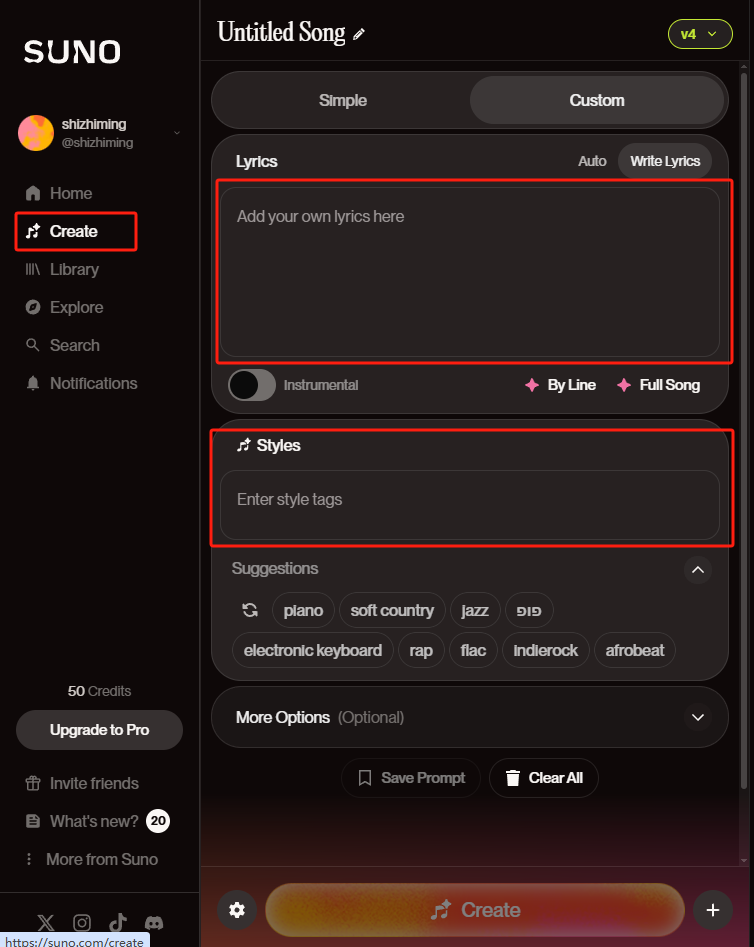 SUNO
shizhiming
@shizhiming
Home
Create
Library
Explore
Search
Notifications
50 Credits
Upgrade to Pro
Invite friends
What's new? 20
More from Suno
https://suno.com/create
Untitled Song
v4
Simple Custom
Lyrics Auto Write Lyrics
Add your own lyrics here
Instrumental By Line Full Song
Styles
Enter style tags
Suggestions
piano soft country jazz פופ
electronic keyboard rap flac indierock afrobeat
More Options (Optional)
Save Prompt Clear All
Create